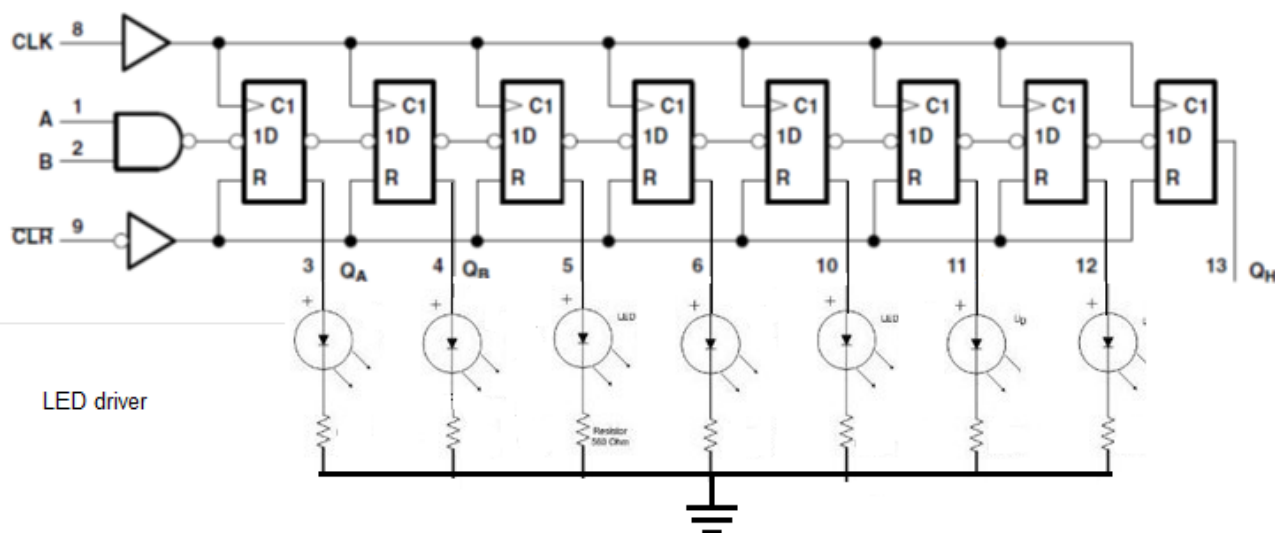 CLK 8
C1 C1 C1 C1 C1 C1 C1 C1
A 1
1D 1D 1D 1D 1D 1D 1D 1D
B 2
R R R R R R R R
CLR 9
3 QA 4 QB 5 6 10 11 12 13 QH
+ + + + + + +
LED LED UD
LED driver
Resistor
560 Ohm